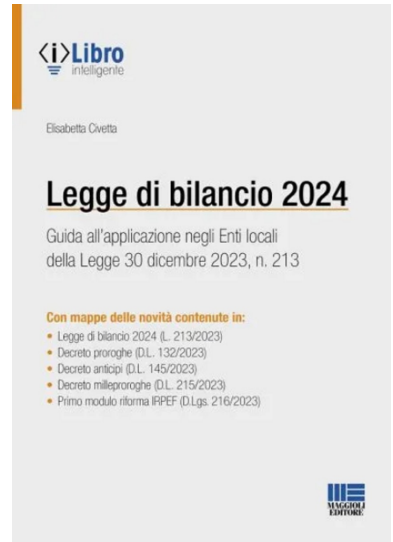 <i>Libro
intelligente
Elisabetta Civetta
Legge di bilancio 2024
Guida all'applicazione negli Enti locali
della Legge 30 dicembre 2023, n. 213
Con mappe delle novità contenute in:
• Legge di bilancio 2024 (L. 213/2023)
• Decreto proroghe (D.L. 132/2023)
• Decreto anticipi (D.L. 145/2023)
• Decreto milleproroghe (D.L. 215/2023)
• Primo modulo riforma IRPEF (D.Lgs. 216/2023)
MAGGIOLI
EDITORE